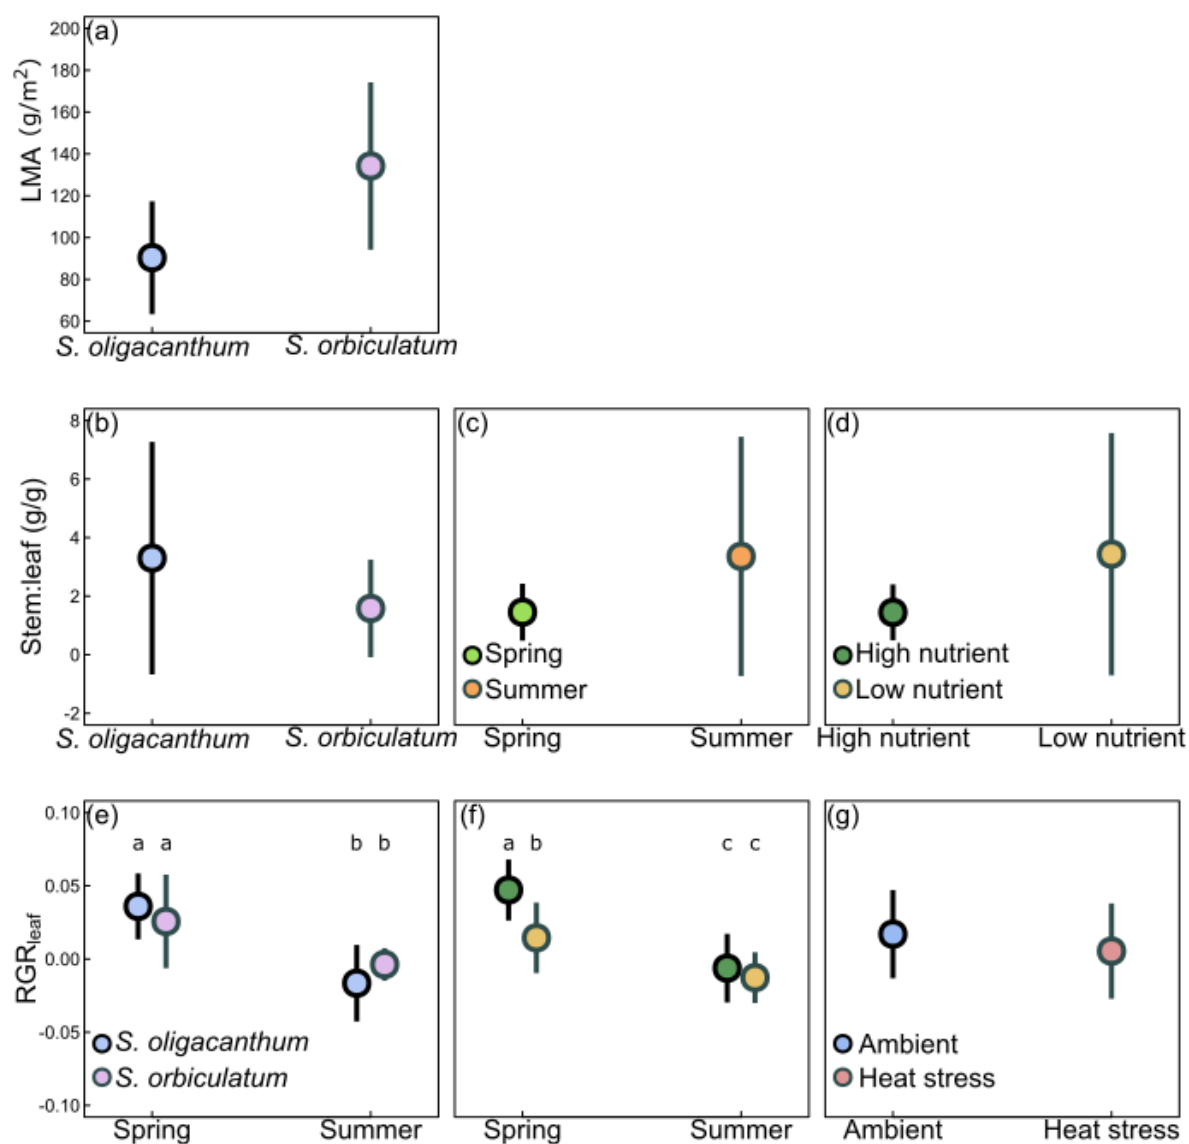 (a)
200
180
160
140
120
100
80
60
LMA (g/m²)
S. oligacanthum S. orbiculatum
(b) (c) (d)
8
6
4
2
0
-2
Stem:leaf (g/g)
Spring
Summer
High nutrient
Low nutrient
S. oligacanthum S. orbiculatum Spring Summer High nutrient Low nutrient
(e) (f) (g)
0.10
0.05
0.00
-0.05
-0.10
RGRleaf
a a b b a b c c
S. oligacanthum
S. orbiculatum
Ambient
Heat stress
Spring Summer Spring Summer Ambient Heat stress